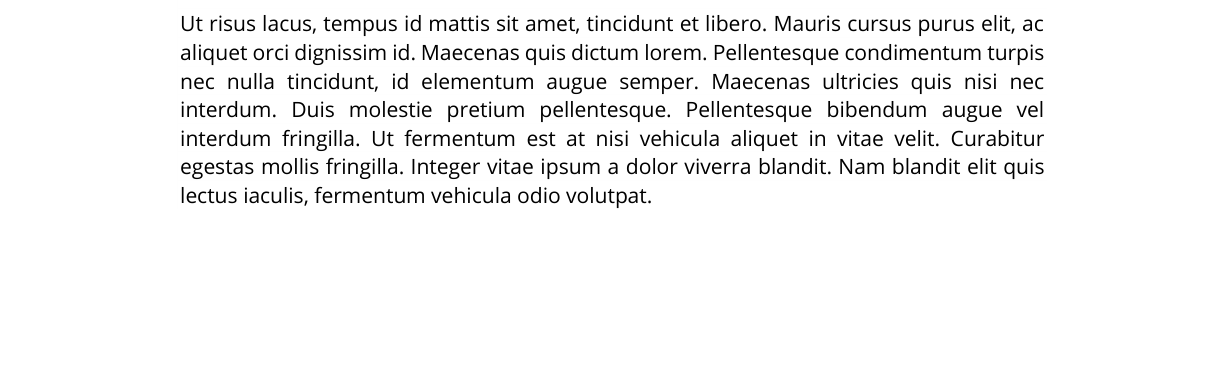 Ut risus lacus, tempus id mattis sit amet, tincidunt et libero. Mauris cursus purus elit, ac
aliquet orci dignissim id. Maecenas quis dictum lorem. Pellentesque condimentum turpis
nec nulla tincidunt, id elementum augue semper. Maecenas ultricies quis nisi nec
interdum. Duis molestie pretium pellentesque. Pellentesque bibendum augue vel
interdum fringilla. Ut fermentum est at nisi vehicula aliquet in vitae velit. Curabitur
egestas mollis fringilla. Integer vitae ipsum a dolor viverra blandit. Nam blandit elit quis
lectus iaculis, fermentum vehicula odio volutpat.